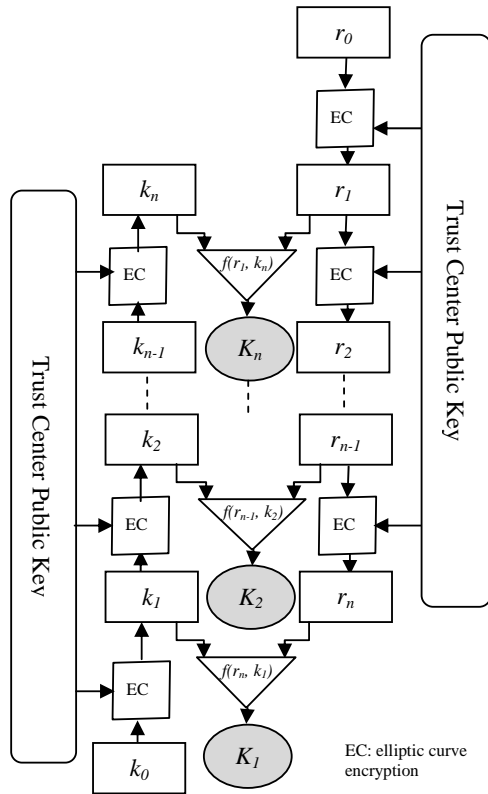 r0
EC
kn
r1
f(r1, kn)
EC
EC
kn-1
Kn
r2
k2
rn-1
f(rn-1, k2)
EC
EC
k1
K2
rn
f(rn, k1)
EC
k0
K1
EC: elliptic curve
encryption
Trust Center Public Key
Trust Center Public Key